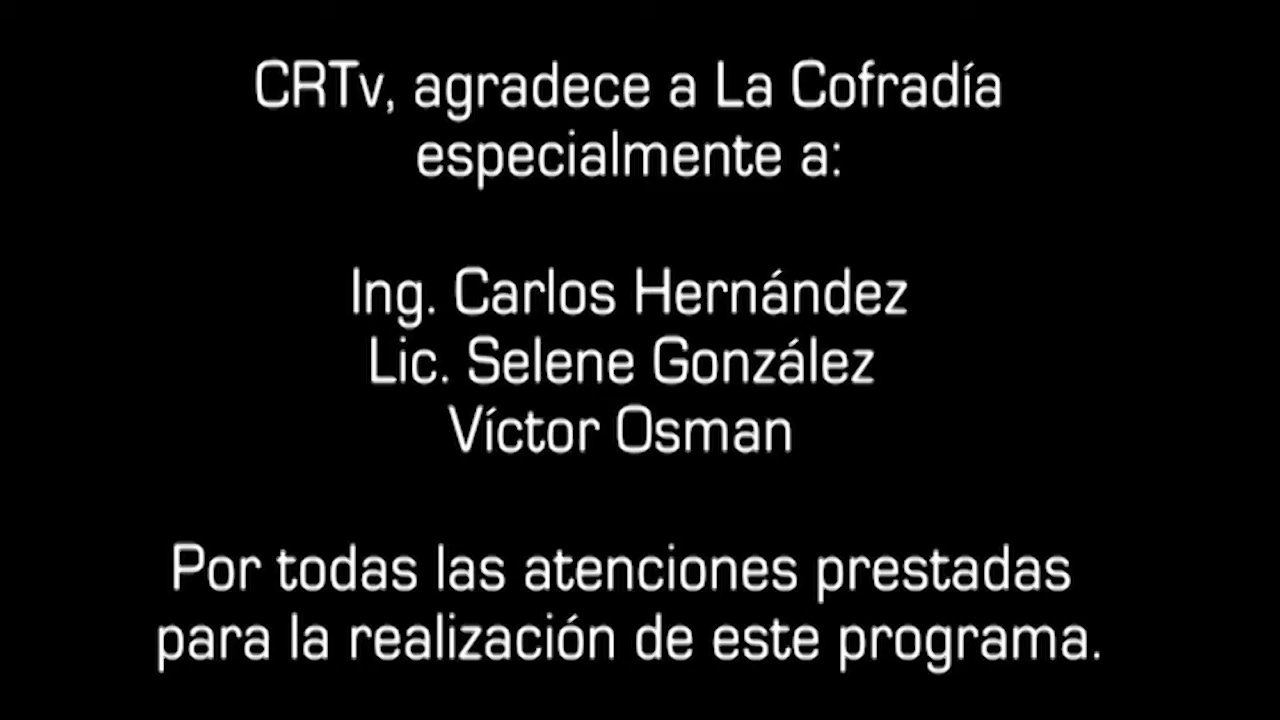 CRTv, agradece a La Cofradía
especialmente a:
Ing. Carlos Hernández
Lic. Selene González
Víctor Osman
Por todas las atenciones prestadas
para la realización de este programa.